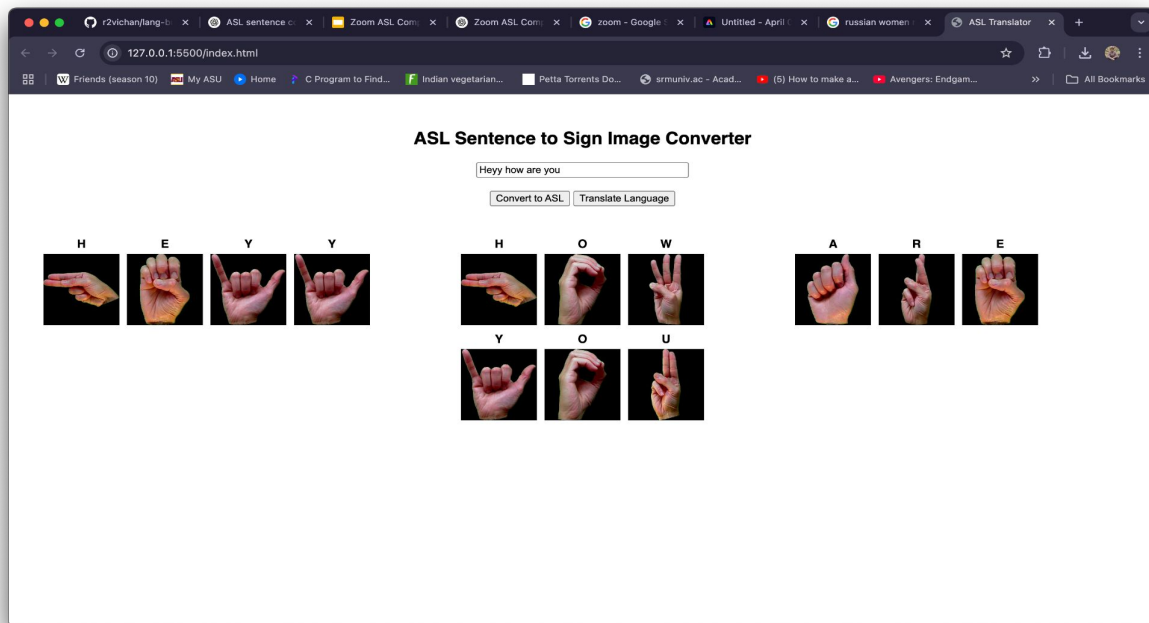 r2vichan/lang-b
ASL sentence co
Zoom ASL Comp
Zoom ASL Comp
zoom - Google S
Untitled - April
russian women
ASL Translator
127.0.0.1:5500/index.html
Friends (season 10)
My ASU
Home
C Program to Find...
Indian vegetarian...
Petta Torrents Do...
srmuniv.ac - Acad...
(5) How to make a...
Avengers: Endgam...
All Bookmarks
ASL Sentence to Sign Image Converter
Heyy how are you
Convert to ASL Translate Language
H E Y Y H O W A R E
Y O U